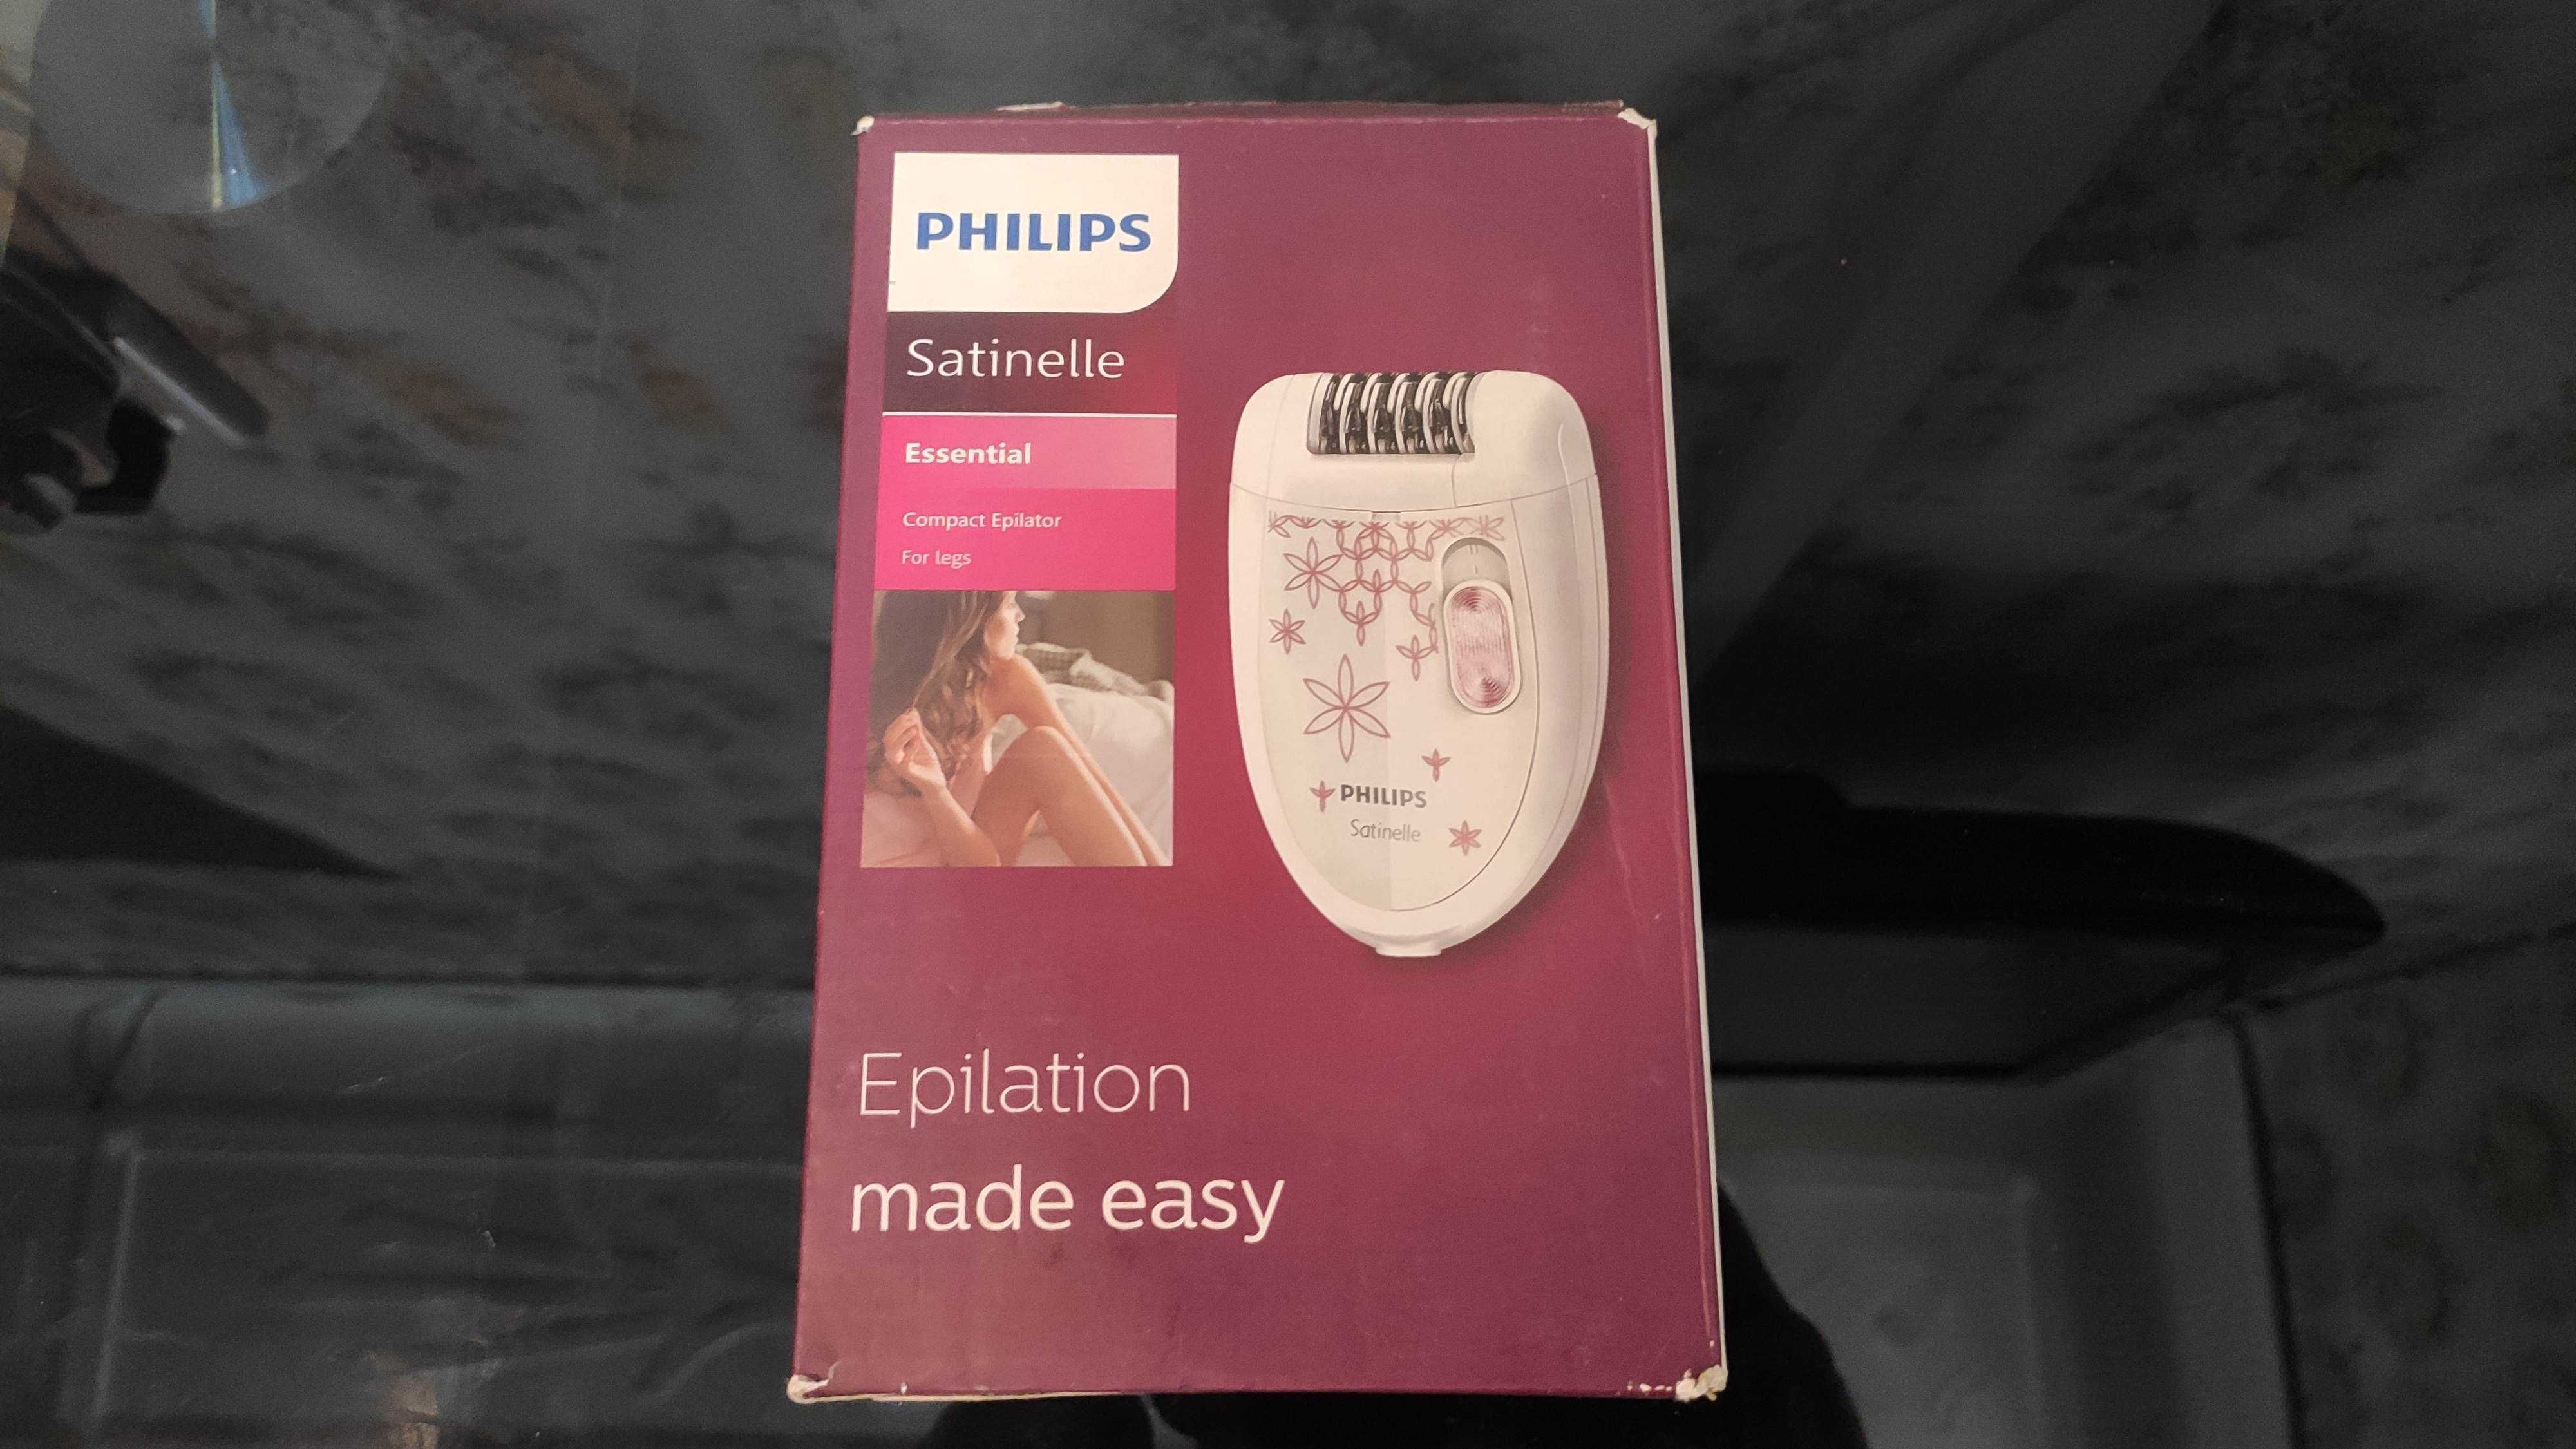 PHILIPS
Satinelle
Essential
Compact Epilator
For legs
PHILIPS
Satinelle
Epilation
made easy